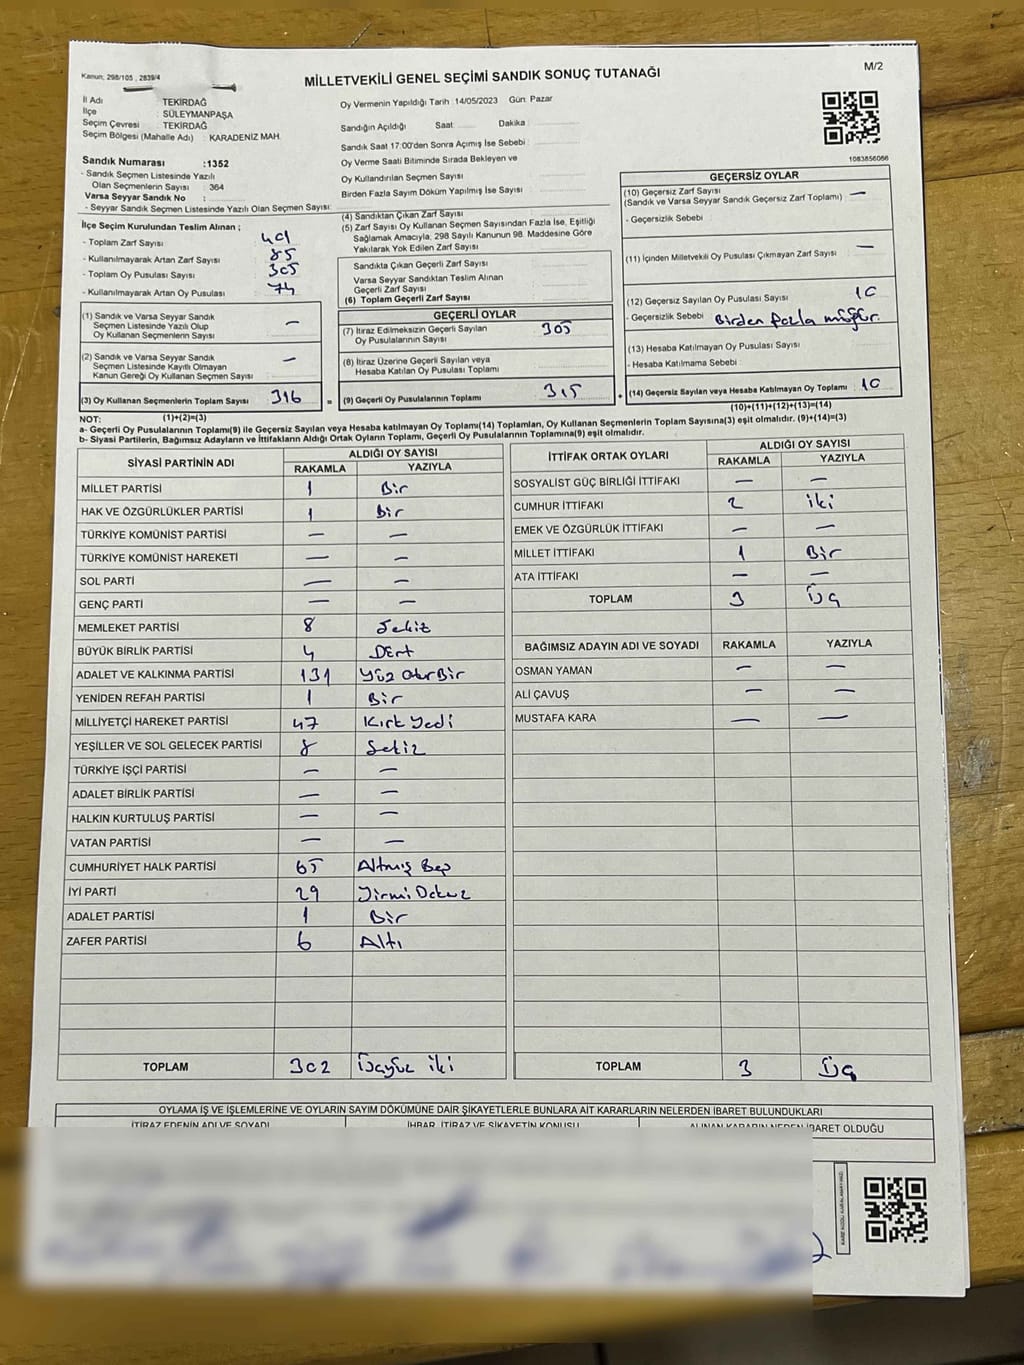 Kanun; 298/105 , 2839/4
MİLLETVEKİLİ GENEL SEÇİMİ SANDIK SONUÇ TUTANAĞI
M/2
İl Adı : TEKİRDAĞ
İlçe : SÜLEYMANPAŞA
Seçim Çevresi : TEKİRDAĞ
Seçim Bölgesi (Mahalle Adı) : KARADENİZ MAH.
Sandık Numarası :1352
- Sandık Seçmen Listesinde Yazılı
Olan Seçmenlerin Sayısı : 364
Varsa Seyyar Sandık No :
- Seyyar Sandık Seçmen Listesinde Yazılı Olan Seçmen Sayısı:
İlçe Seçim Kurulundan Teslim Alınan ;
- Toplam Zarf Sayısı 401
- Kullanılmayarak Artan Zarf Sayısı 85
- Toplam Oy Pusulası Sayısı 305
- Kullanılmayarak Artan Oy Pusulası 74
(1) Sandık ve Varsa Seyyar Sandık
Seçmen Listesinde Yazılı Olup
Oy Kullanan Seçmenlerin Sayısı —
(2) Sandık ve Varsa Seyyar Sandık
Seçmen Listesinde Kayıtlı Olmayan
Kanun Gereği Oy Kullanan Seçmen Sayısı —
(3) Oy Kullanan Seçmenlerin Toplam Sayısı 316
(1)+(2)=(3)
Oy Vermenin Yapıldığı Tarih :14/05/2023 Gün: Pazar
Sandığın Açıldığı Saat Dakika :
Sandık Saat 17:00'den Sonra Açımış İse Sebebi :
Oy Verme Saati Bitiminde Sırada Bekleyen ve
Oy Kullandırılan Seçmen Sayısı
Birden Fazla Sayım Döküm Yapılmış İse Sayısı
(4) Sandıktan Çıkan Zarf Sayısı
(5) Zarf Sayısı Oy Kullanan Seçmen Sayısından Fazla İse, Eşitliği
Sağlamak Amacıyla; 298 Sayılı Kanunun 98. Maddesine Göre
Yakılarak Yok Edilen Zarf Sayısı
Sandıkta Çıkan Geçerli Zarf Sayısı
Varsa Seyyar Sandıktan Teslim Alınan
Geçerli Zarf Sayısı
(6) Toplam Geçerli Zarf Sayısı
GEÇERLİ OYLAR
(7) İtiraz Edilmeksizin Geçerli Sayılan
Oy Pusulalarının Sayısı 305
(8) İtiraz Üzerine Geçerli Sayılan veya
Hesaba Katılan Oy Pusulası Toplamı
= (9) Geçerli Oy Pusulalarının Toplamı 315
1083856066
GEÇERSİZ OYLAR
(10) Geçersiz Zarf Sayısı
(Sandık ve Varsa Seyyar Sandık Geçersiz Zarf Toplamı) —
- Geçersizlik Sebebi
(11) İçinden Milletvekili Oy Pusulası Çıkmayan Zarf Sayısı —
(12) Geçersiz Sayılan Oy Pusulası Sayısı 10
- Geçersizlik Sebebi Birden fazla mühür.
(13) Hesaba Katılmayan Oy Pusulası Sayısı
- Hesaba Katılmama Sebebi
+ (14) Geçersiz Sayılan veya Hesaba Katılmayan Oy Toplamı 10
(10)+(11)+(12)+(13)=(14)
NOT:
a- Geçerli Oy Pusulalarının Toplamı(9) ile Geçersiz Sayılan veya Hesaba katılmayan Oy Toplamı(14) Toplamları, Oy Kullanan Seçmenlerin Toplam Sayısına(3) eşit olmalıdır. (9)+(14)=(3)
b- Siyasi Partilerin, Bağımsız Adayların ve İttifakların Aldığı Ortak Oyların Toplamı, Geçerli Oy Pusulalarının Toplamına(9) eşit olmalıdır.
SİYASİ PARTİNİN ADI ALDIĞI OY SAYISI
RAKAMLA YAZIYLA
MİLLET PARTİSİ 1 Bir
HAK VE ÖZGÜRLÜKLER PARTİSİ 1 Bir
TÜRKİYE KOMÜNİST PARTİSİ — —
TÜRKİYE KOMÜNİST HAREKETİ — —
SOL PARTİ — —
GENÇ PARTİ — —
MEMLEKET PARTİSİ 8 Sekiz
BÜYÜK BİRLİK PARTİSİ 4 Dört
ADALET VE KALKINMA PARTİSİ 131 Yüz otuz Bir
YENİDEN REFAH PARTİSİ 1 Bir
MİLLİYETÇİ HAREKET PARTİSİ 47 Kırk Yedi
YEŞİLLER VE SOL GELECEK PARTİSİ 8 Sekiz
TÜRKİYE İŞÇİ PARTİSİ — —
ADALET BİRLİK PARTİSİ — —
HALKIN KURTULUŞ PARTİSİ — —
VATAN PARTİSİ — —
CUMHURİYET HALK PARTİSİ 65 Altmış Beş
İYİ PARTİ 29 Yirmi Dokuz
ADALET PARTİSİ 1 Bir
ZAFER PARTİSİ 6 Altı
TOPLAM 302 Üçyüz iki
İTTİFAK ORTAK OYLARI ALDIĞI OY SAYISI
RAKAMLA YAZIYLA
SOSYALİST GÜÇ BİRLİĞİ İTTİFAKI — —
CUMHUR İTTİFAKI 2 iki
EMEK VE ÖZGÜRLÜK İTTİFAKI — —
MİLLET İTTİFAKI 1 Bir
ATA İTTİFAKI — —
TOPLAM 3 Üç
BAĞIMSIZ ADAYIN ADI VE SOYADI RAKAMLA YAZIYLA
OSMAN YAMAN — —
ALİ ÇAVUŞ — —
MUSTAFA KARA — —
TOPLAM 3 Üç
OYLAMA İŞ VE İŞLEMLERİNE VE OYLARIN SAYIM DÖKÜMÜNE DAİR ŞİKAYETLERLE BUNLARA AİT KARARLARIN NELERDEN İBARET BULUNDUKLARI
İTİRAZ EDENİN ADI VE SOYADI İHBAR, İTİRAZ VE ŞİKAYETİN KONUSU ALINAN KARARIN NEDEN İBARET OLDUĞU